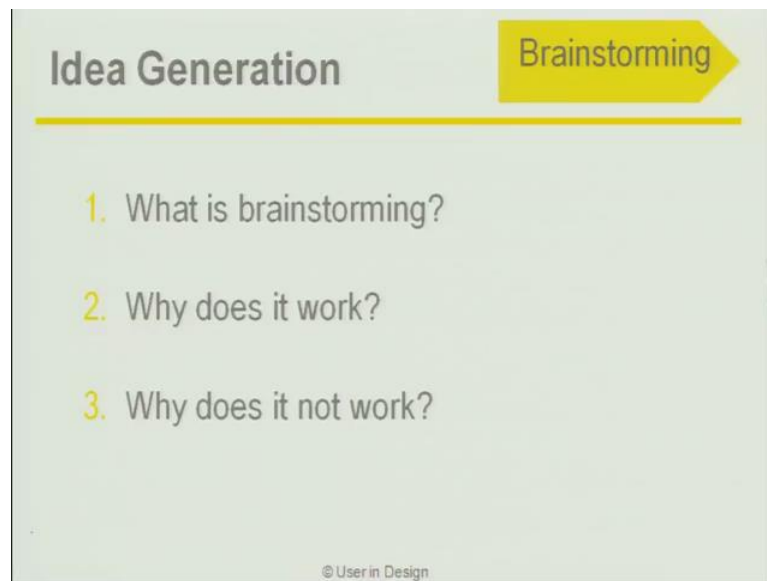 Idea Generation
Brainstorming
1. What is brainstorming?
2. Why does it work?
3. Why does it not work?
© User in Design